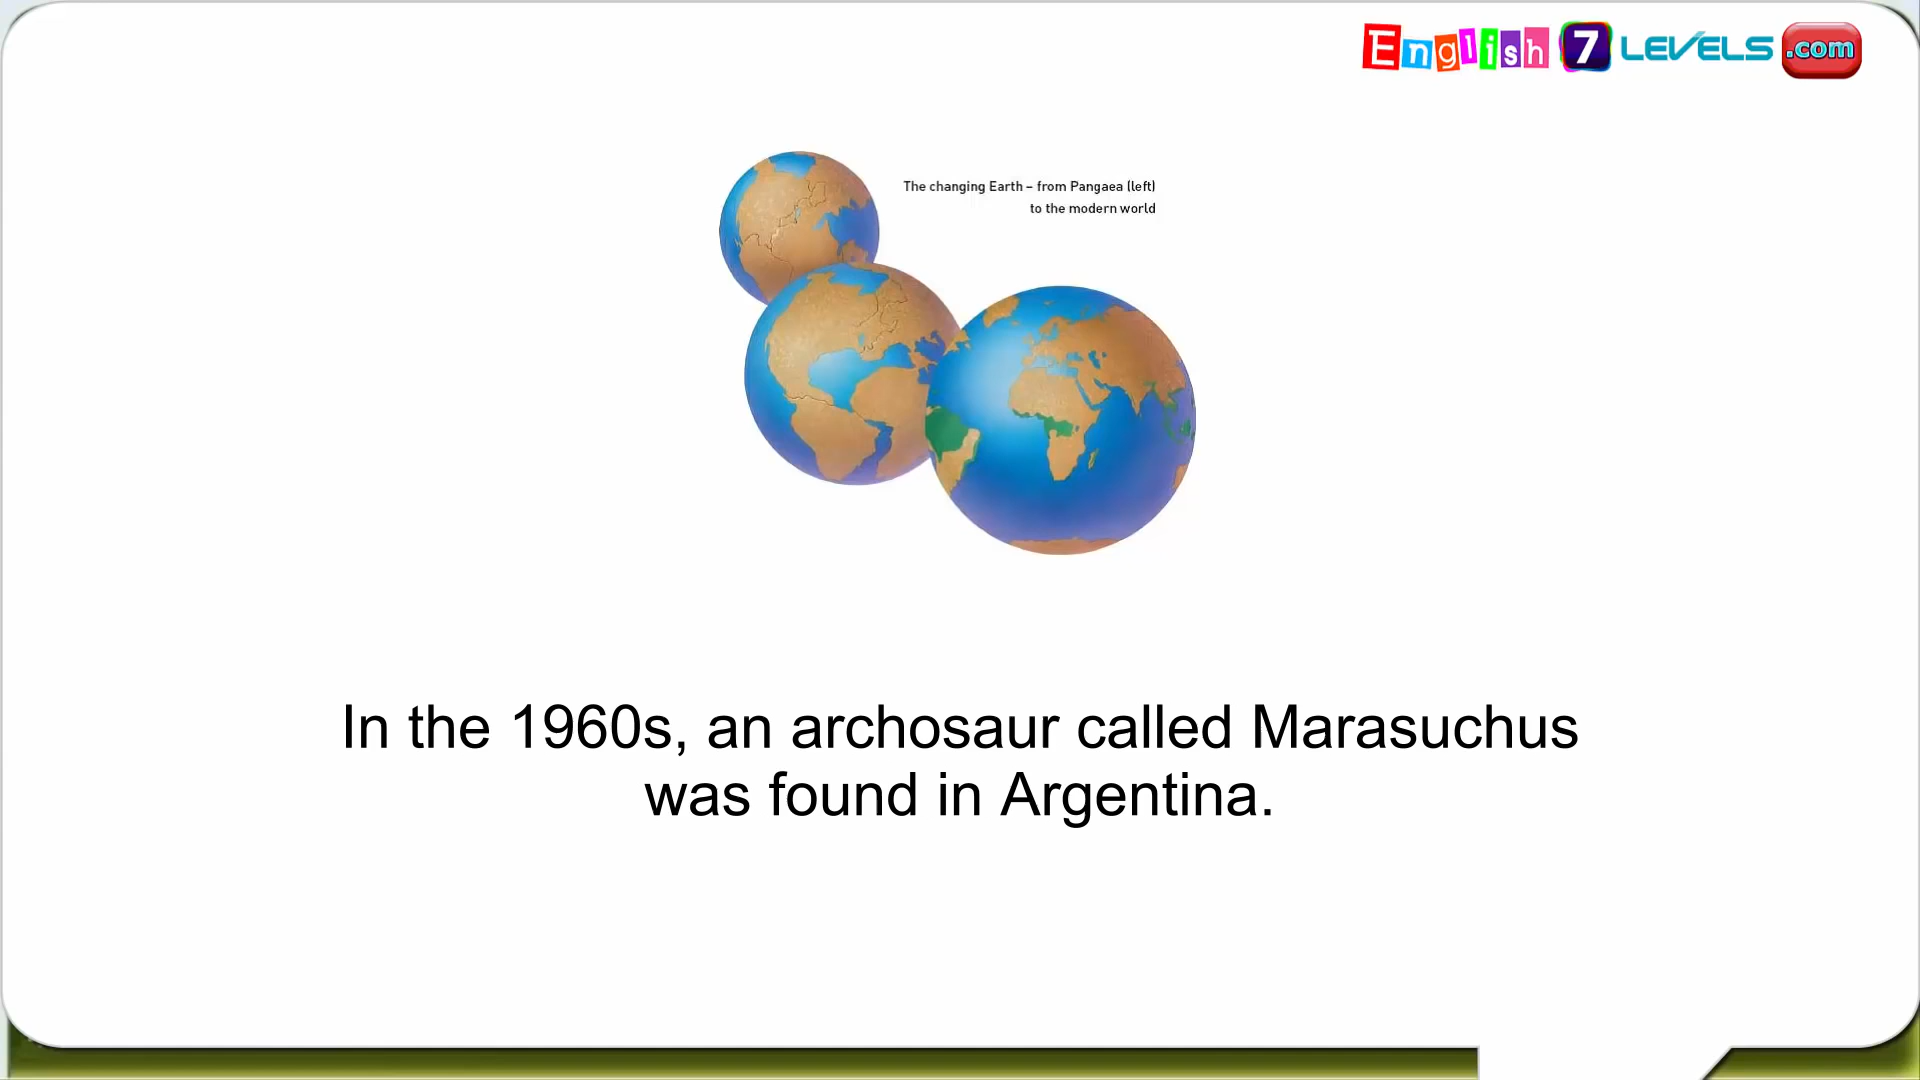 English 7 LEVELS .com
The changing Earth – from Pangaea (left)
to the modern world
In the 1960s, an archosaur called Marasuchus
was found in Argentina.